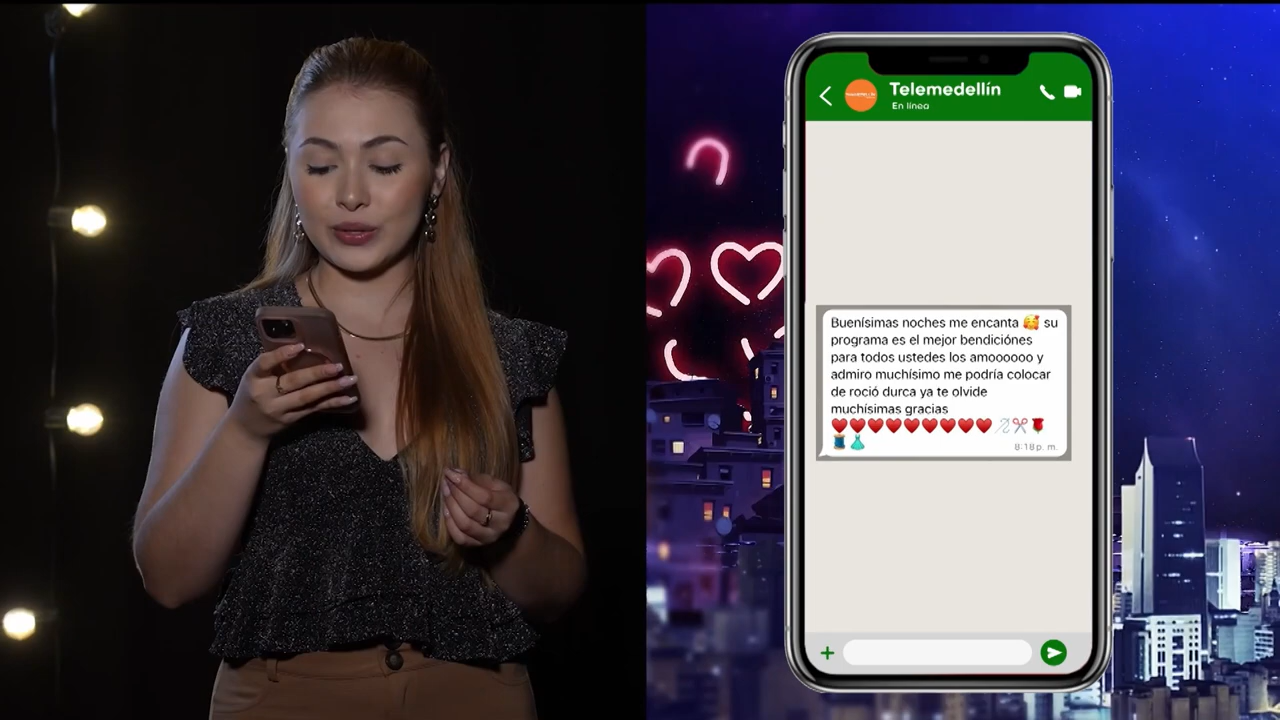 Telemedellín
En línea
Buenísimas noches me encanta 🥰 su
programa es el mejor bendiciónes
para todos ustedes los amoooooo y
admiro muchísimo me podría colocar
de roció durca ya te olvide
muchísimas gracias
❤️❤️❤️❤️❤️❤️❤️❤️❤️🪡✂️🌹
🧵👗
8:18 p. m.